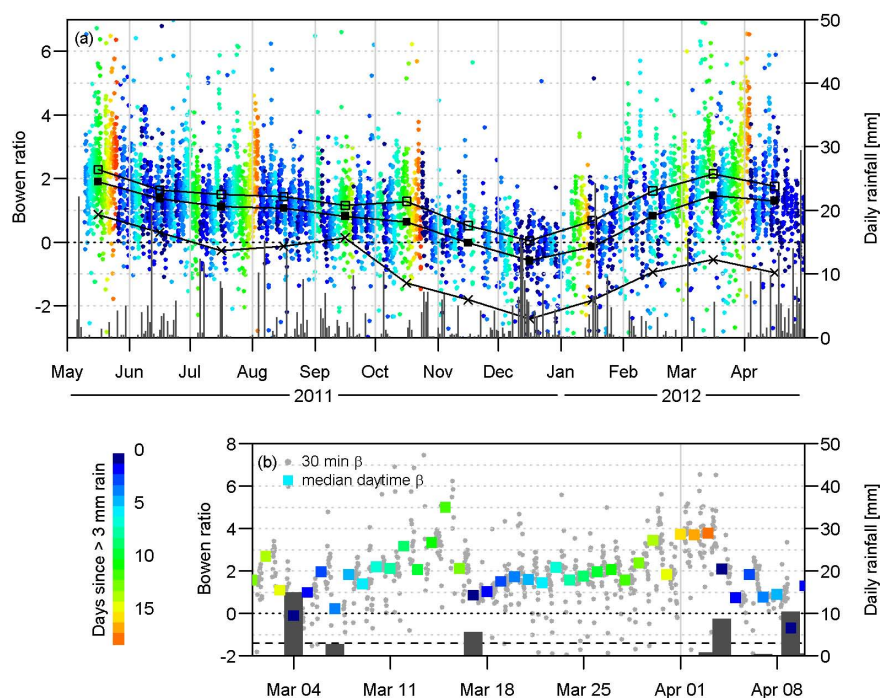 (a)
6
4
2
0
-2
Bowen ratio
50
40
30
20
10
0
Daily rainfall [mm]
May Jun Jul Aug Sep Oct Nov Dec Jan Feb Mar Apr
2011 2012
0
5
10
15
Days since > 3 mm rain
(b)
30 min β
median daytime β
8
6
4
2
0
-2
Bowen ratio
50
40
30
20
10
0
Daily rainfall [mm]
Mar 04 Mar 11 Mar 18 Mar 25 Apr 01 Apr 08